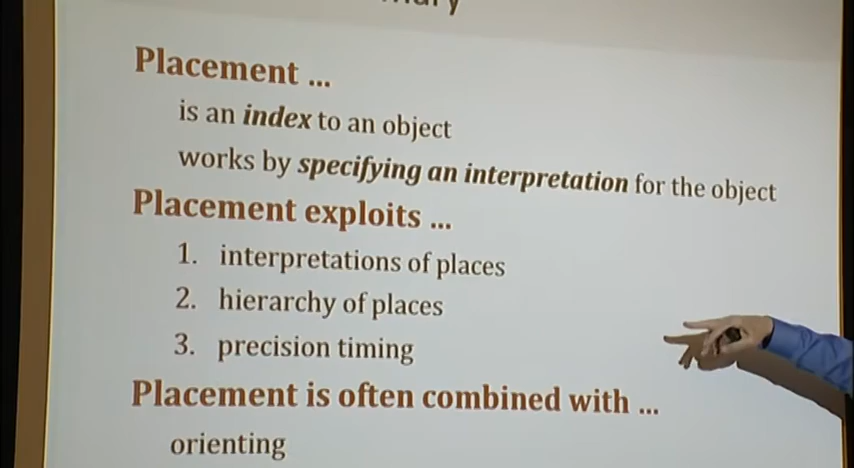 Placement ...
is an index to an object
works by specifying an interpretation for the object
Placement exploits ...
1. interpretations of places
2. hierarchy of places
3. precision timing
Placement is often combined with ...
orienting